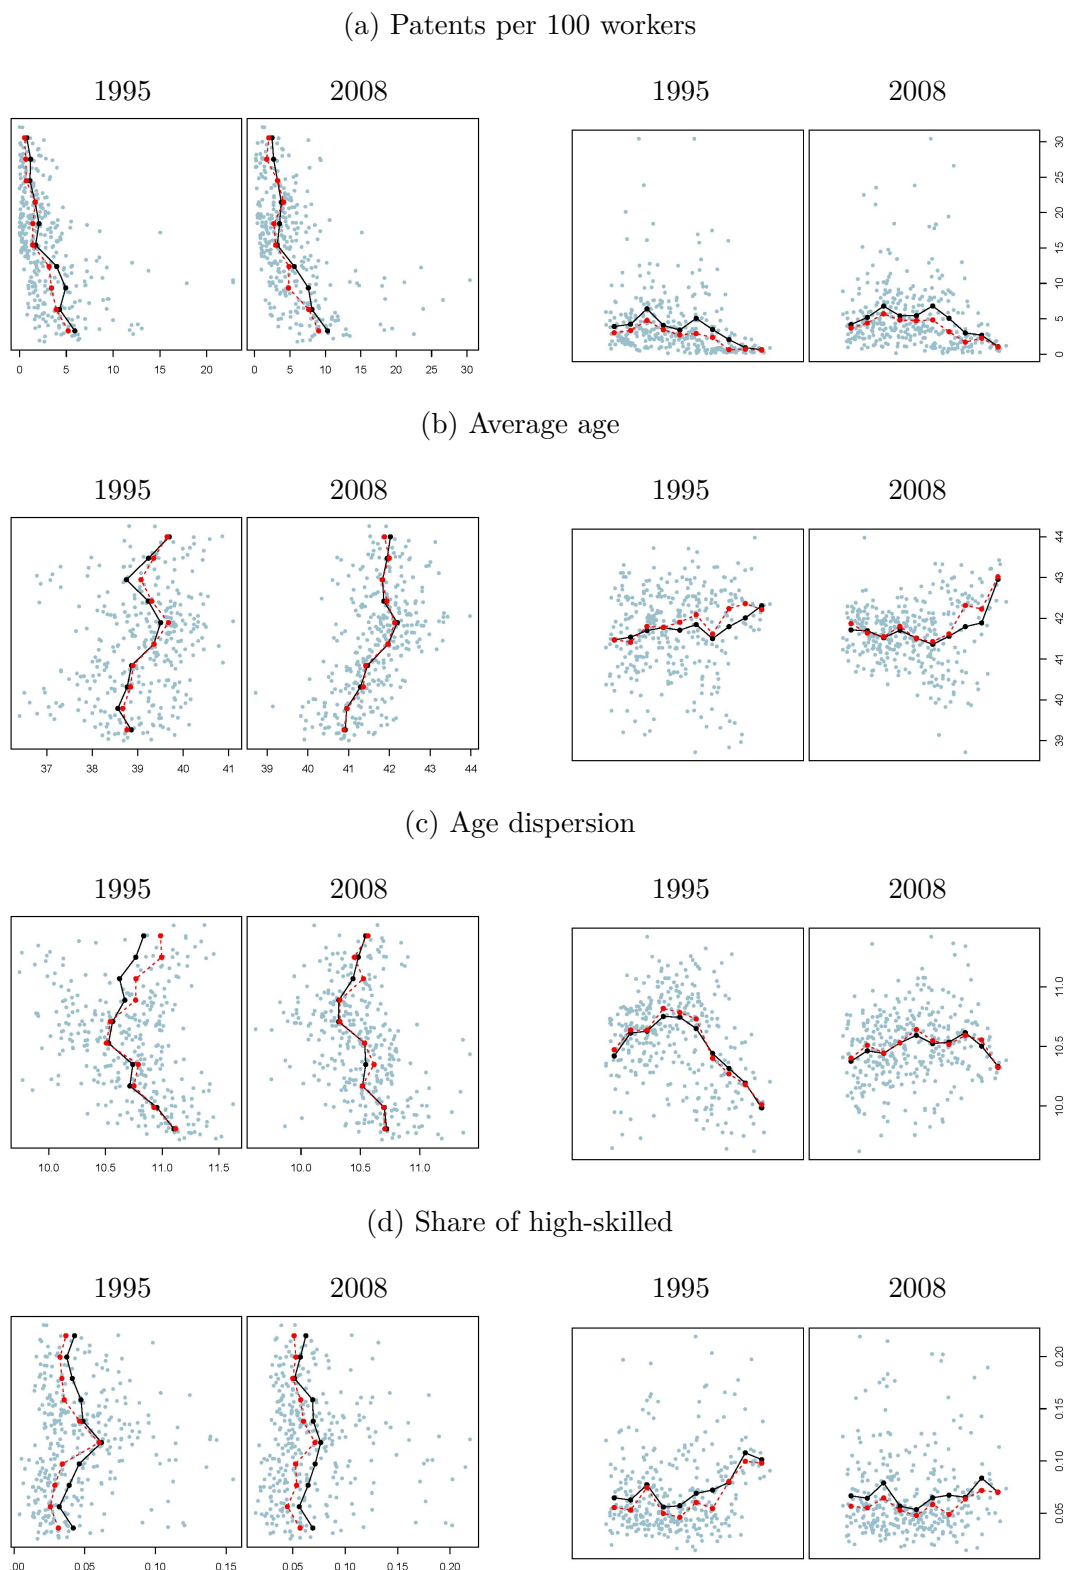 (a) Patents per 100 workers
1995 2008 1995 2008
30
25
20
15
10
5
0
0 5 10 15 20 0 5 10 15 20 25 30
(b) Average age
1995 2008 1995 2008
44
43
42
41
40
39
37 38 39 40 41 39 40 41 42 43 44
(c) Age dispersion
1995 2008 1995 2008
11.0
10.5
10.0
10.0 10.5 11.0 11.5 10.0 10.5 11.0
(d) Share of high-skilled
1995 2008 1995 2008
0.20
0.15
0.10
0.05
.00 0.05 0.10 0.15 .00 0.05 0.10 0.15 0.20